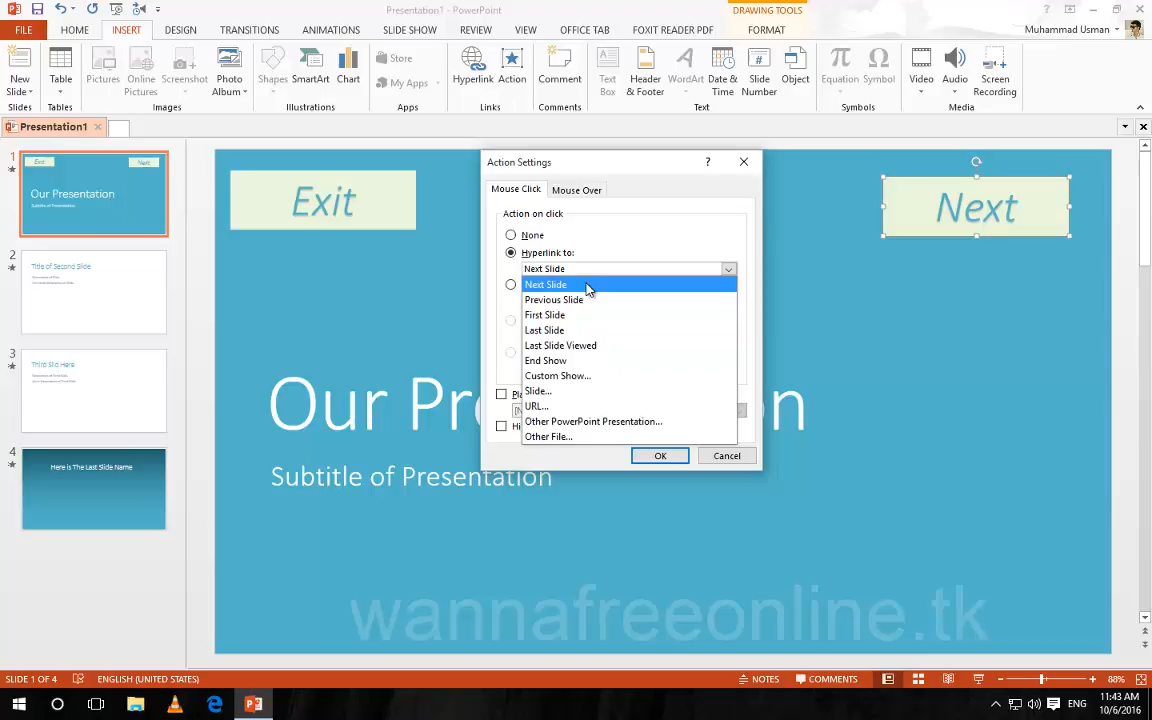 Presentation1 - PowerPoint
DRAWING TOOLS
FILE HOME INSERT DESIGN TRANSITIONS ANIMATIONS SLIDE SHOW REVIEW VIEW OFFICE TAB FOXIT READER PDF FORMAT
Muhammad Usman
New Slide
Table
Pictures
Online Pictures
Screenshot
Photo Album
Shapes
SmartArt
Chart
Store
My Apps
Hyperlink
Action
Comment
Text Box
Header & Footer
WordArt
Date & Time
Slide Number
Object
Equation
Symbol
Video
Audio
Screen Recording
Slides Tables Images Illustrations Apps Links Comments Text Symbols Media
Presentation1
1
Exit
Next
Our Presentation
Subtitle of Presentation
2
Title of Second Slide
3
Third Slid Here
4
Here is The Last Slide Name
Exit
Next
Our Pr
n
Subtitle of Presentation
wannafreeonline.tk
Action Settings
?
Mouse Click
Mouse Over
Action on click
None
Hyperlink to:
Next Slide
Next Slide
Previous Slide
First Slide
Last Slide
Last Slide Viewed
End Show
Custom Show...
Slide...
URL...
Other PowerPoint Presentation...
Other File...
OK
Cancel
SLIDE 1 OF 4
ENGLISH (UNITED STATES)
NOTES
COMMENTS
88%
ENG
11:43 AM
10/6/2016